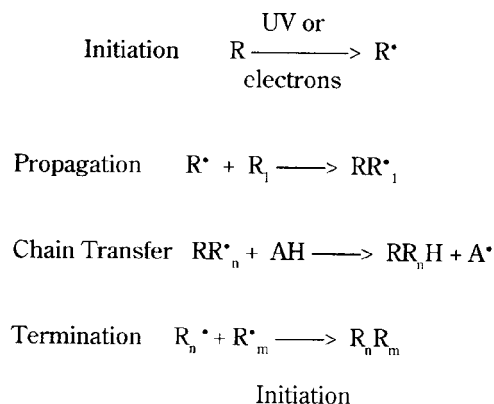 UV or
Initiation R ———> R•
electrons
Propagation R• + R₁ ———> RR•₁
Chain Transfer RR•ₙ + AH ———> RRₙH + A•
Termination Rₙ• + R•ₘ ———> RₙRₘ
Initiation